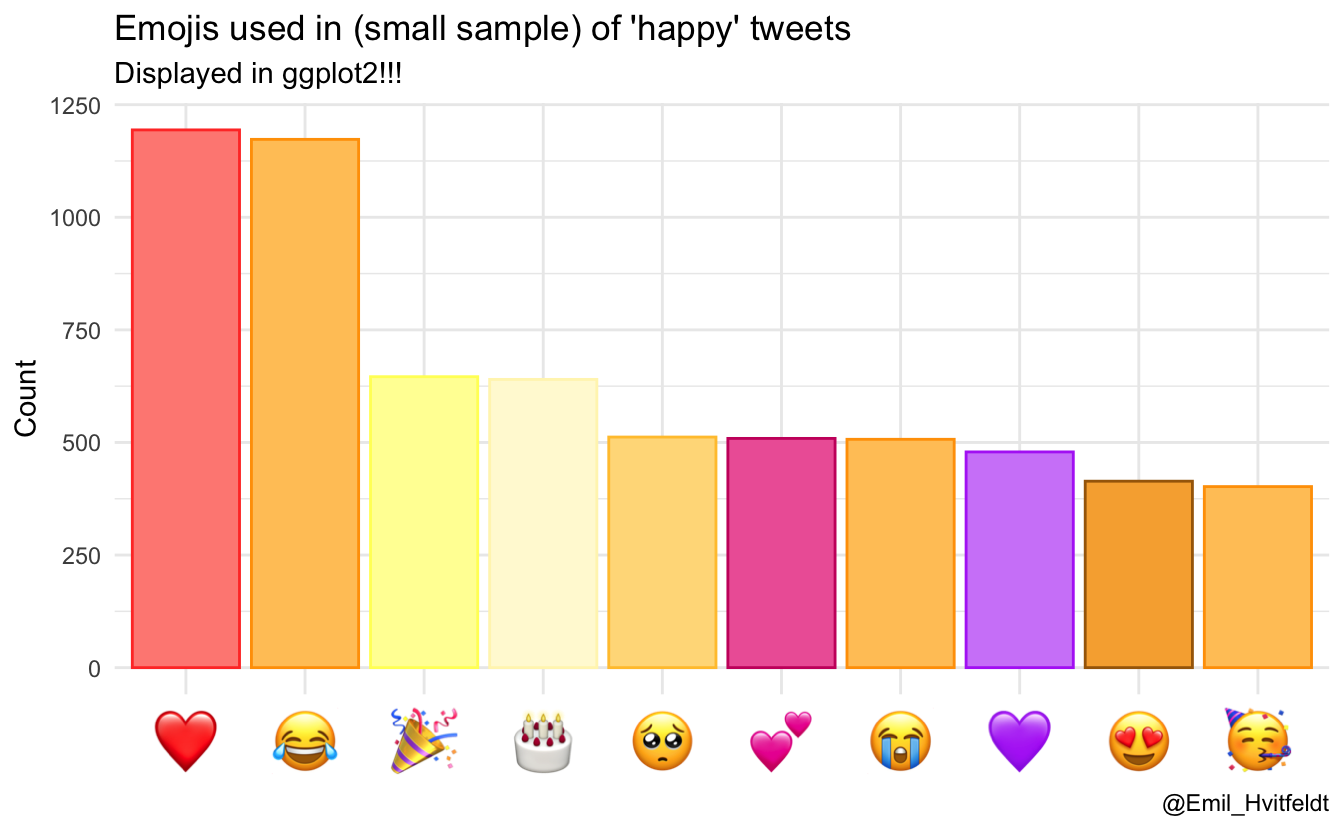 Emojis used in (small sample) of 'happy' tweets
Displayed in ggplot2!!!
1250
1000
750
500
250
0
Count
@Emil_Hvitfeldt